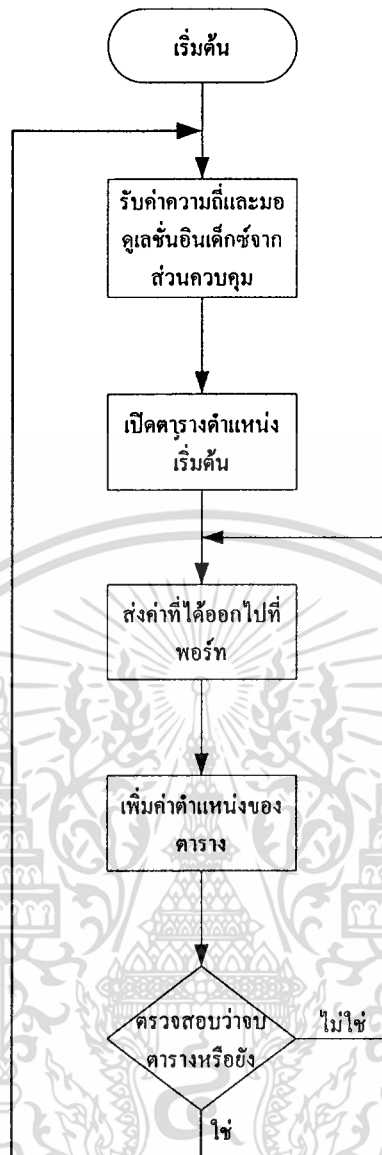 เริ่มต้น
รับค่าความถี่และมอ
ดูเลชั่นอินเด็กซ์จาก
ส่วนควบคุม
เปิดตารางตำแหน่ง
เริ่มต้น
ส่งค่าที่ได้ออกไปที่
พอร์ท
เพิ่มค่าตำแหน่งของ
ตาราง
ตรวจสอบว่าจบ
ตารางหรือยัง
ไม่ใช่
ใช่